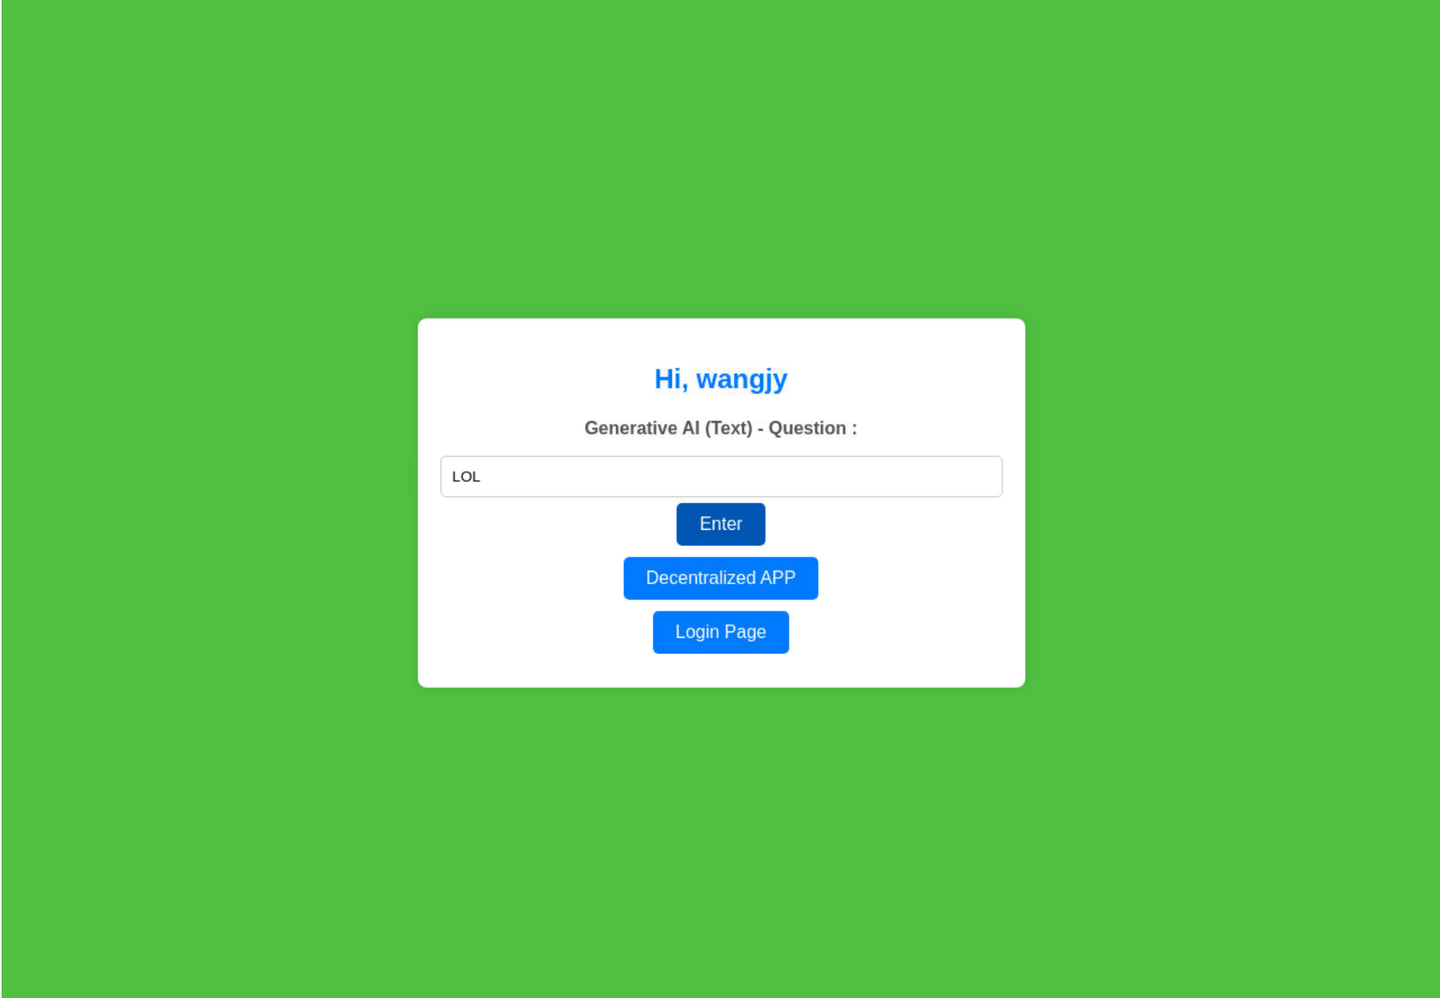 Hi, wangjy
Generative AI (Text) - Question :
LOL
Enter
Decentralized APP
Login Page